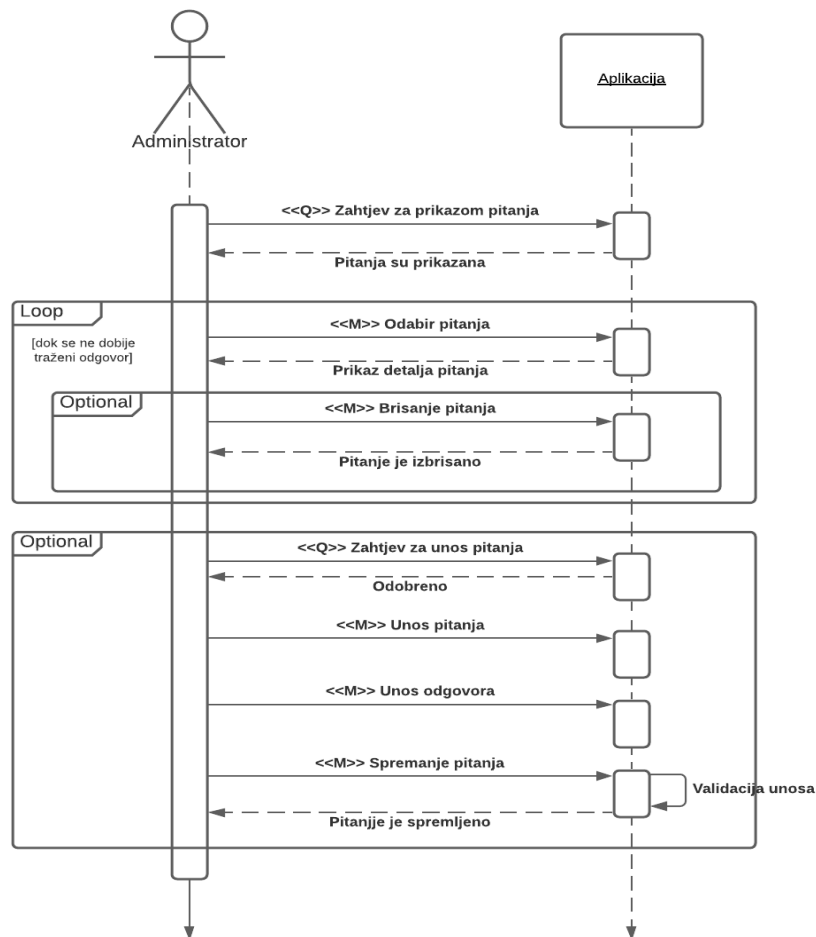 Aplikacija
Administrator
<<Q>> Zahtjev za prikazom pitanja
Pitanja su prikazana
Loop
[dok se ne dobije
traženi odgovor]
<<M>> Odabir pitanja
Prikaz detalja pitanja
Optional
<<M>> Brisanje pitanja
Pitanje je izbrisano
Optional
<<Q>> Zahtjev za unos pitanja
Odobreno
<<M>> Unos pitanja
<<M>> Unos odgovora
<<M>> Spremanje pitanja
Validacija unosa
Pitanjje je spremljeno